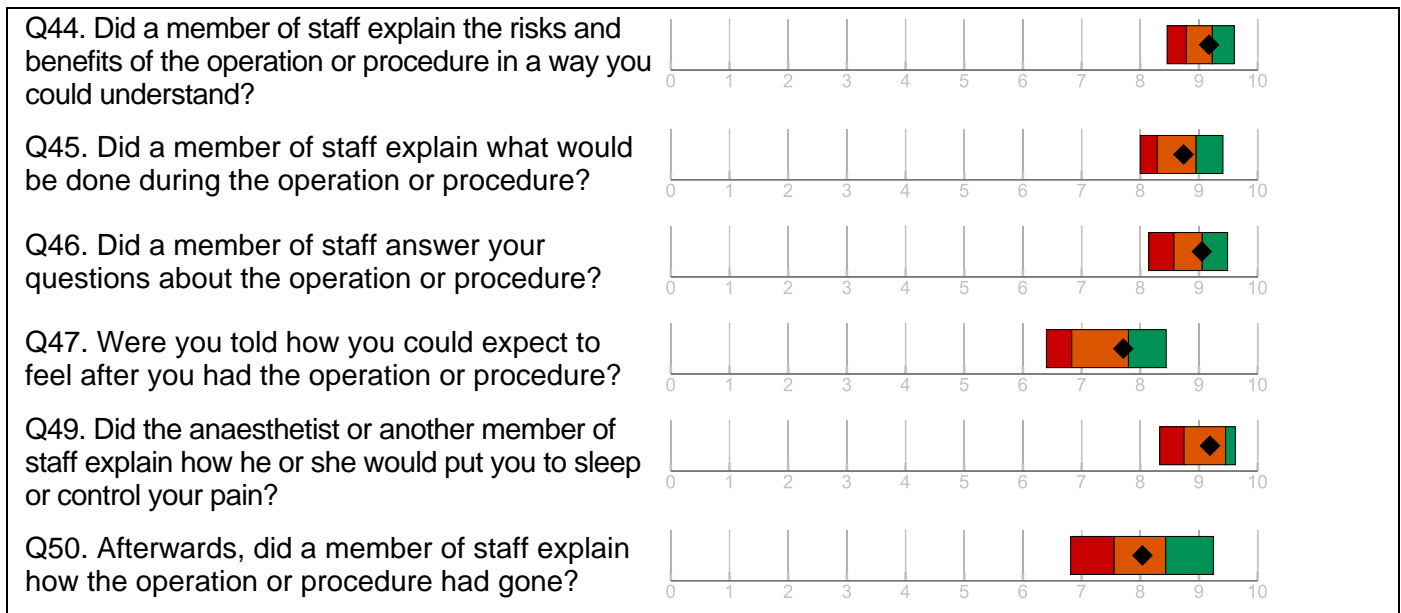 Q44. Did a member of staff explain the risks and
benefits of the operation or procedure in a way you
could understand?
0 1 2 3 4 5 6 7 8 9 10
Q45. Did a member of staff explain what would
be done during the operation or procedure?
0 1 2 3 4 5 6 7 8 9 10
Q46. Did a member of staff answer your
questions about the operation or procedure?
0 1 2 3 4 5 6 7 8 9 10
Q47. Were you told how you could expect to
feel after you had the operation or procedure?
0 1 2 3 4 5 6 7 8 9 10
Q49. Did the anaesthetist or another member of
staff explain how he or she would put you to sleep
or control your pain?
0 1 2 3 4 5 6 7 8 9 10
Q50. Afterwards, did a member of staff explain
how the operation or procedure had gone?
0 1 2 3 4 5 6 7 8 9 10